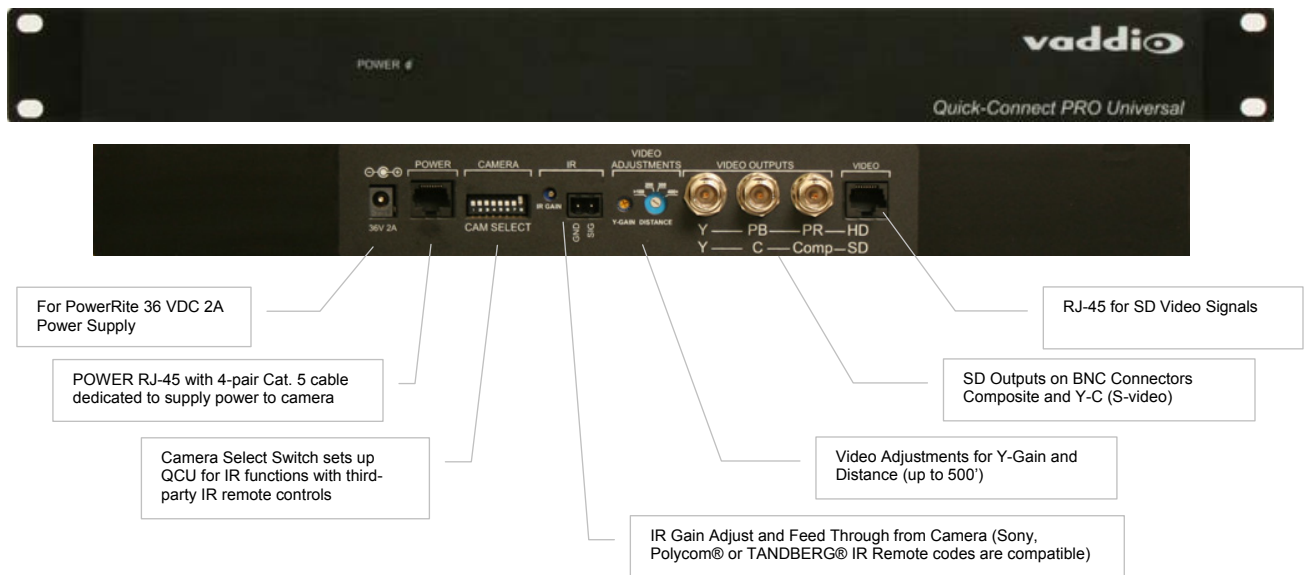 vaddio
POWER
Quick-Connect PRO Universal
POWER
CAMERA
IR
VIDEO
ADJUSTMENTS
VIDEO OUTPUTS
VIDEO
36V 2A
CAM SELECT
IR GAIN
GND
SIG
Y-GAIN DISTANCE
Y PB PR HD
Y C Comp SD
For PowerRite 36 VDC 2A
Power Supply
RJ-45 for SD Video Signals
POWER RJ-45 with 4-pair Cat. 5 cable
dedicated to supply power to camera
SD Outputs on BNC Connectors
Composite and Y-C (S-video)
Camera Select Switch sets up
QCU for IR functions with third-
party IR remote controls
Video Adjustments for Y-Gain and
Distance (up to 500’)
IR Gain Adjust and Feed Through from Camera (Sony,
Polycom® or TANDBERG® IR Remote codes are compatible)